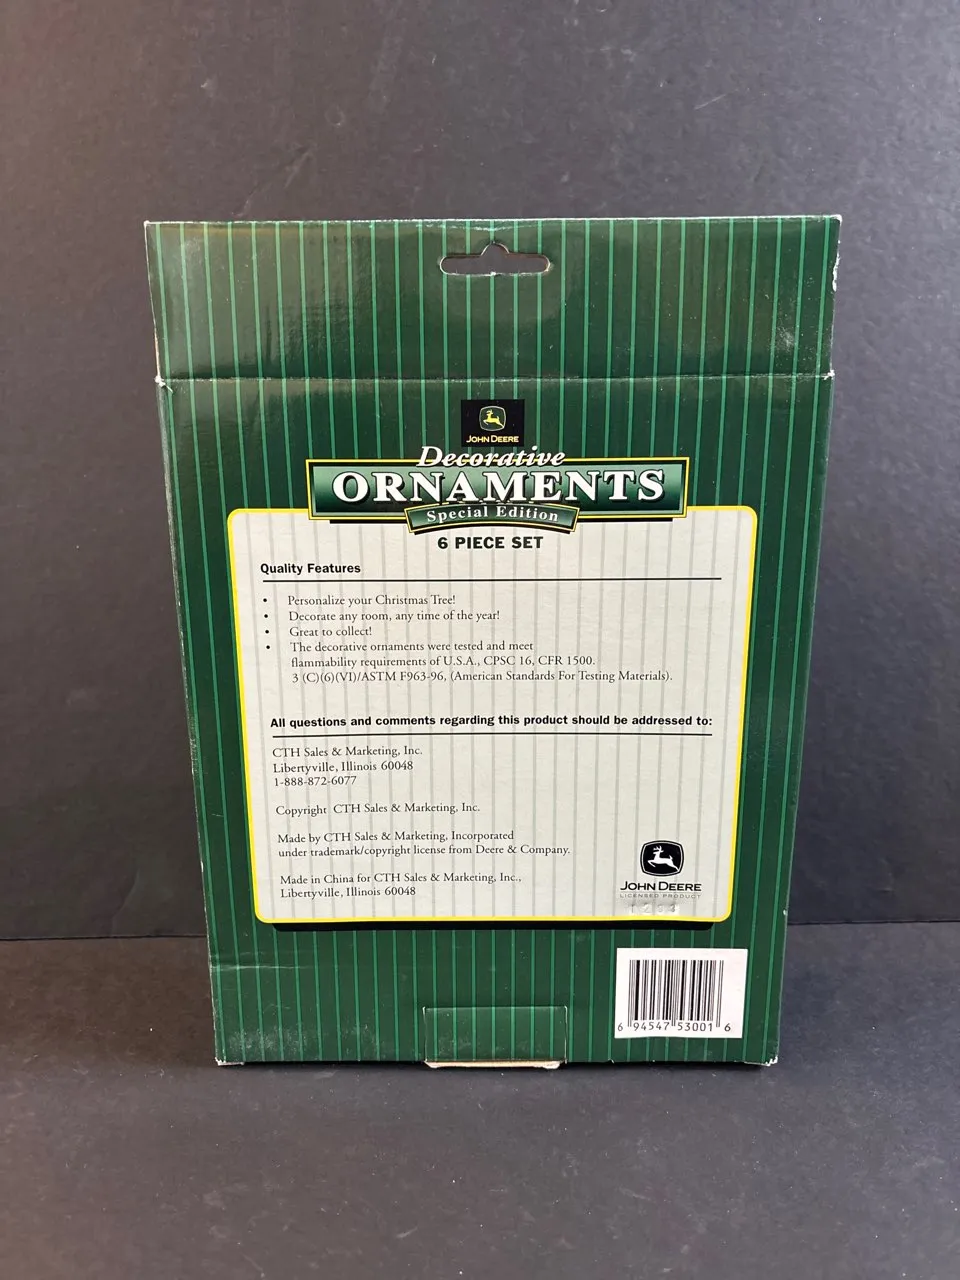 JOHN DEERE
Decorative
ORNAMENTS
Special Edition
6 PIECE SET
Quality Features
• Personalize your Christmas Tree!
• Decorate any room, any time of the year!
• Great to collect!
• The decorative ornaments were tested and meet
flammability requirements of U.S.A., CPSC 16, CFR 1500.
3 (C)(6)(VI)/ASTM F963-96, (American Standards For Testing Materials).
All questions and comments regarding this product should be addressed to:
CTH Sales & Marketing, Inc.
Libertyville, Illinois 60048
1-888-872-6077
Copyright CTH Sales & Marketing, Inc.
Made by CTH Sales & Marketing, Incorporated
under trademark/copyright license from Deere & Company.
Made in China for CTH Sales & Marketing, Inc.,
Libertyville, Illinois 60048
JOHN DEERE
LICENSED PRODUCT
6 94547 53001 6